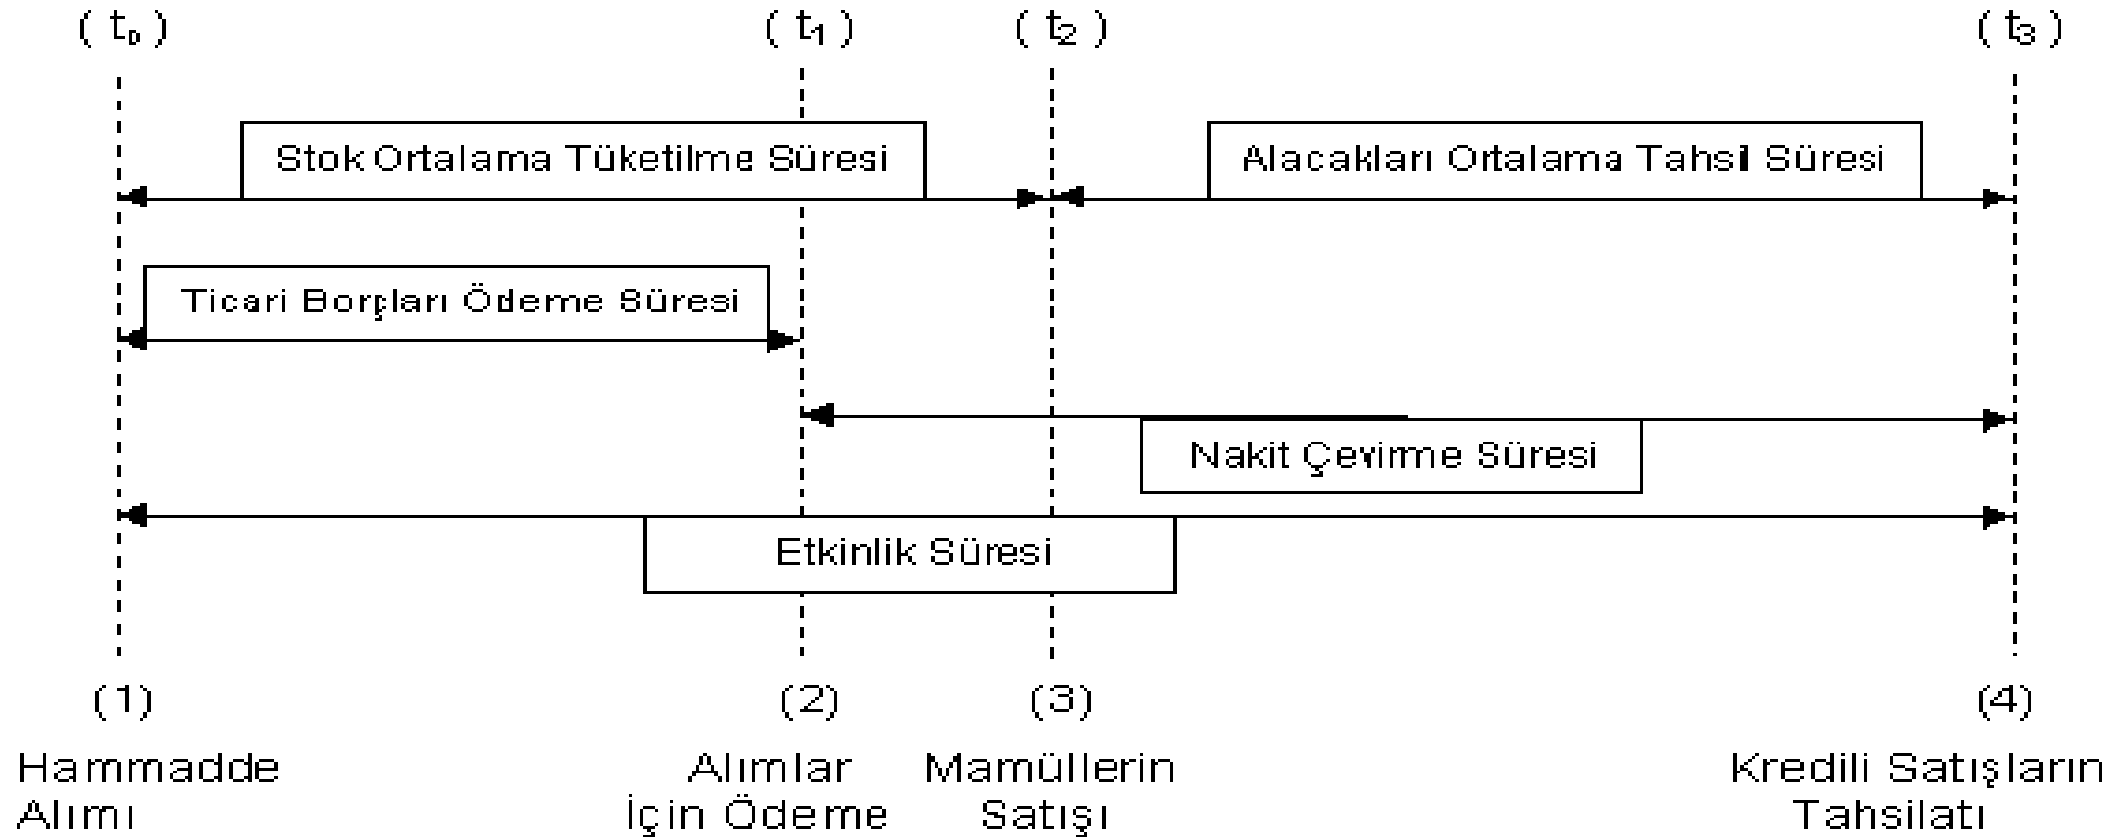 ( t₀ ) ( t₁ ) ( t₂ ) ( t₃ )
Stok Ortalama Tüketilme Süresi
Alacakları Ortalama Tahsil Süresi
Ticari Borçları Ödeme Süresi
Nakit Çevirme Süresi
Etkinlik Süresi
(1) (2) (3) (4)
Hammadde Alımı
Alımlar İçin Ödeme
Mamüllerin Satışı
Kredili Satışların Tahsilatı